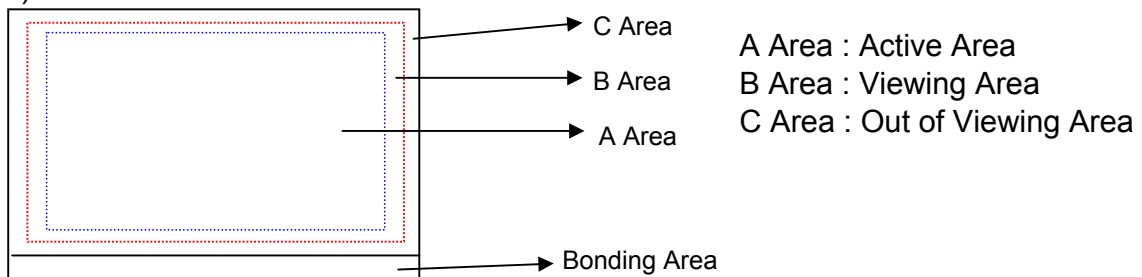 C Area
B Area
A Area
Bonding Area
A Area : Active Area
B Area : Viewing Area
C Area : Out of Viewing Area